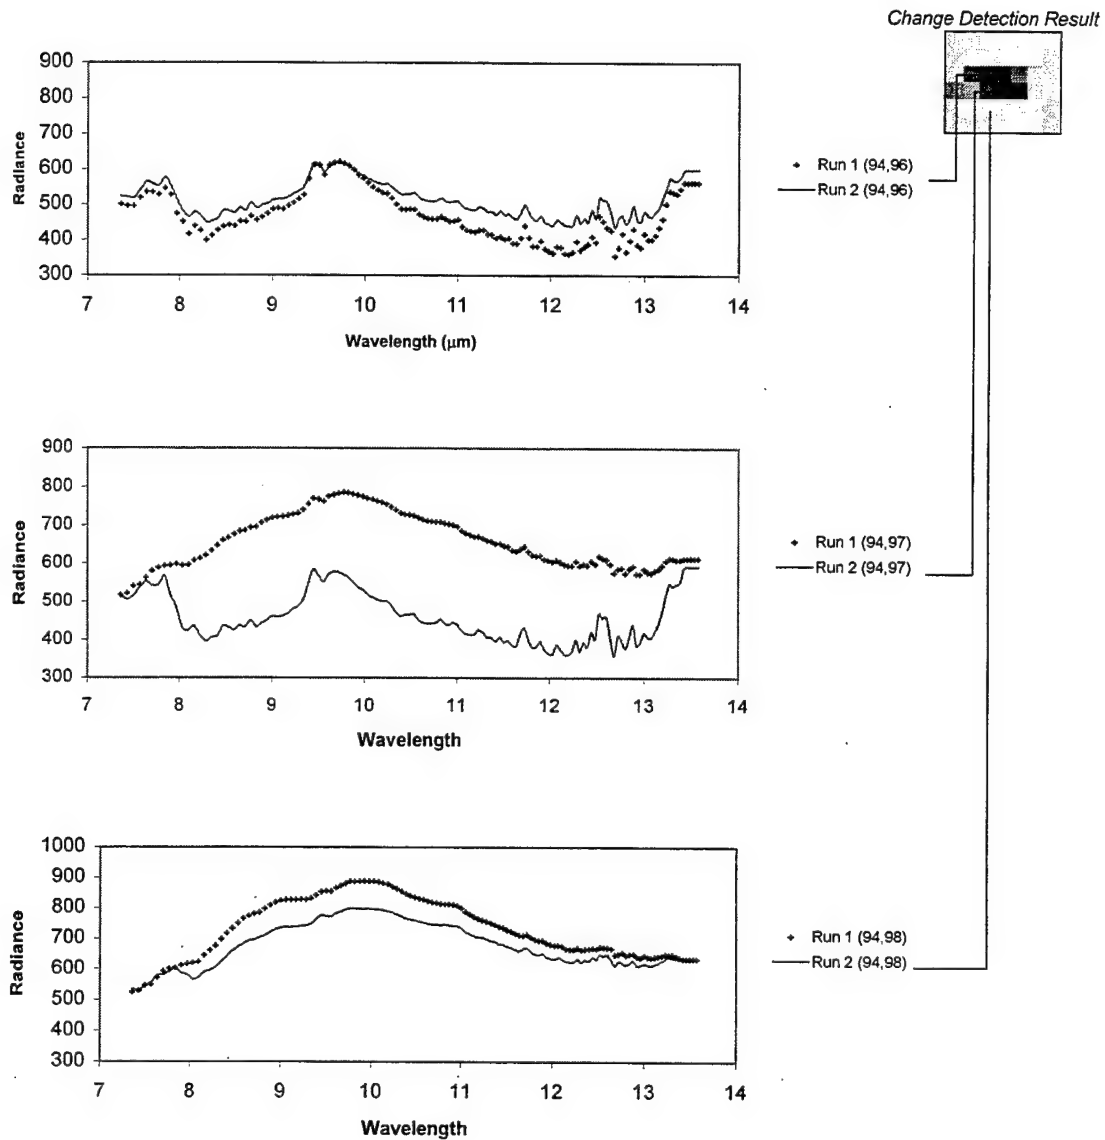 Change Detection Result
900
800
700
600
500
400
300
Radiance
7 8 9 10 11 12 13 14
Wavelength (μm)
Run 1 (94,96)
Run 2 (94,96)
900
800
700
600
500
400
300
Radiance
7 8 9 10 11 12 13 14
Wavelength
Run 1 (94,97)
Run 2 (94,97)
1000
900
800
700
600
500
400
300
Radiance
7 8 9 10 11 12 13 14
Wavelength
Run 1 (94,98)
Run 2 (94,98)